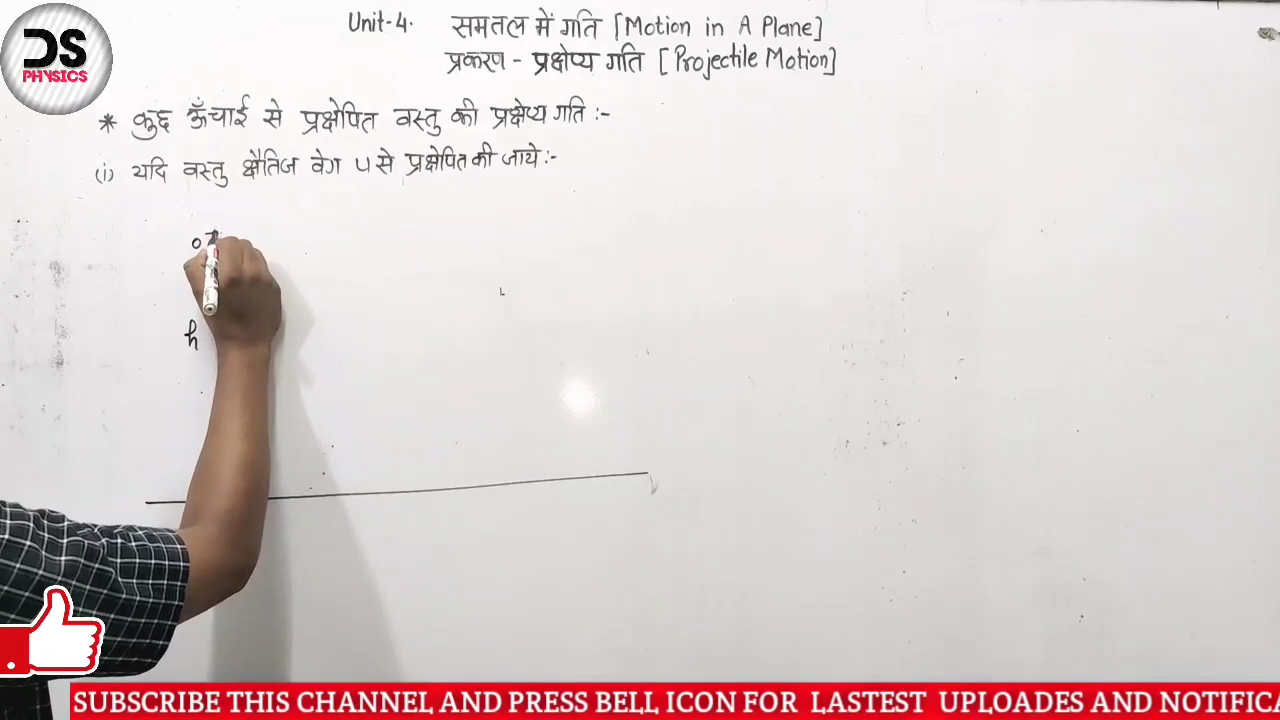 DS
PHYSICS
Unit-4. समतल में गति [Motion in A Plane]
प्रकरण - प्रक्षेप्य गति [Projectile Motion]
* कुछ ऊँचाई से प्रक्षेपित वस्तु की प्रक्षेप्य गति :-
(i) यदि वस्तु क्षैतिज वेग u से प्रक्षेपित की जाये :-
o
h
SUBSCRIBE THIS CHANNEL AND PRESS BELL ICON FOR LASTEST UPLOADES AND NOTIFICA